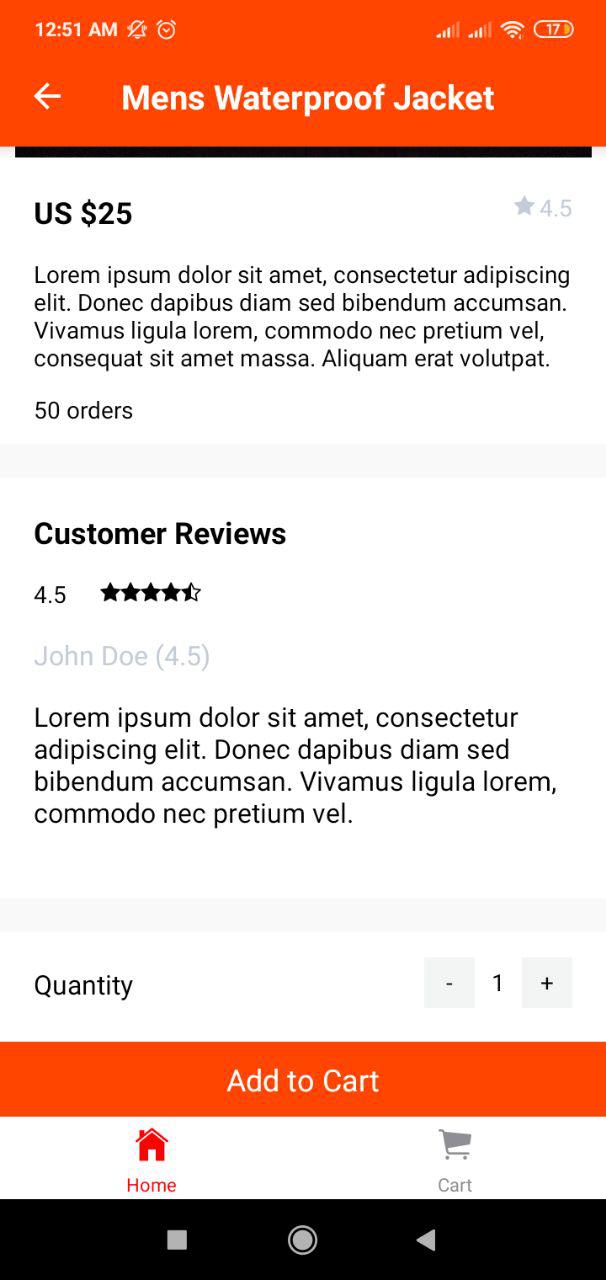 12:51 AM 17
Mens Waterproof Jacket
US $25 4.5
Lorem ipsum dolor sit amet, consectetur adipiscing
elit. Donec dapibus diam sed bibendum accumsan.
Vivamus ligula lorem, commodo nec pretium vel,
consequat sit amet massa. Aliquam erat volutpat.
50 orders
Customer Reviews
4.5
John Doe (4.5)
Lorem ipsum dolor sit amet, consectetur
adipiscing elit. Donec dapibus diam sed
bibendum accumsan. Vivamus ligula lorem,
commodo nec pretium vel.
Quantity - 1 +
Add to Cart
Home Cart